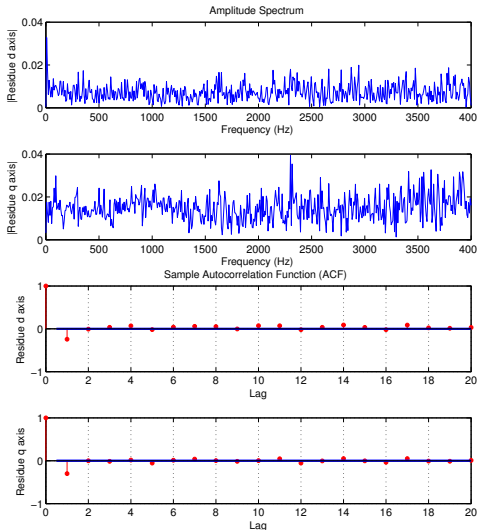 Amplitude Spectrum
|Residue d axis|
0.04
0.02
0
0 500 1000 1500 2000 2500 3000 3500 400
Frequency (Hz)
|Residue q axis|
0.04
0.02
0
0 500 1000 1500 2000 2500 3000 3500 400
Frequency (Hz)
Sample Autocorrelation Function (ACF)
Residue d axis
1
0
−1
0 2 4 6 8 10 12 14 16 18 20
Lag
Residue q axis
1
0
−1
0 2 4 6 8 10 12 14 16 18 20
Lag